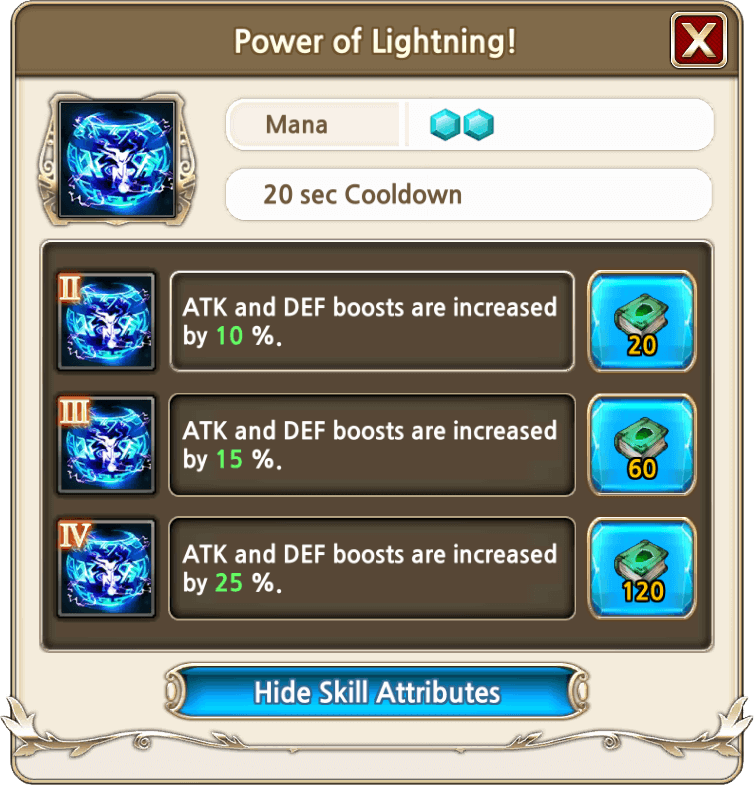 Power of Lightning!
X
Mana
20 sec Cooldown
II
ATK and DEF boosts are increased
by 10 %.
20
III
ATK and DEF boosts are increased
by 15 %.
60
IV
ATK and DEF boosts are increased
by 25 %.
120
Hide Skill Attributes